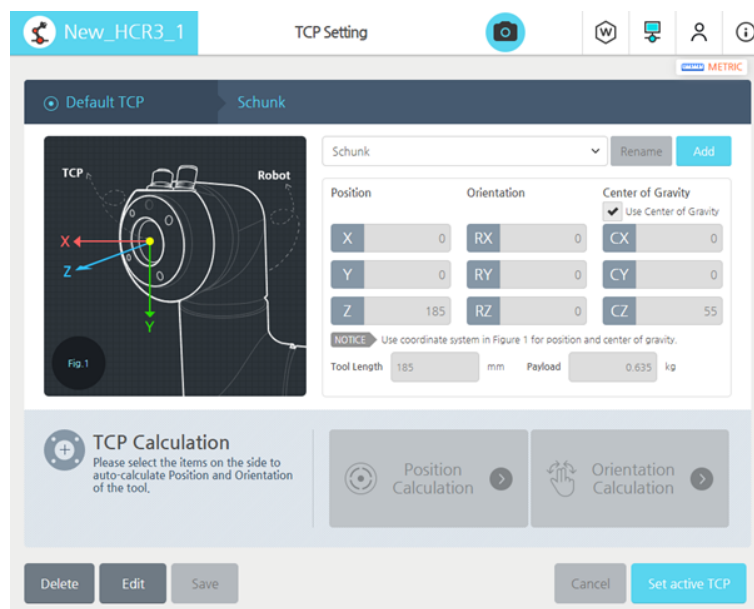 New_HCR3_1
TCP Setting
METRIC
Default TCP
Schunk
TCP
Robot
X
Z
Y
Fig.1
Schunk
Rename
Add
Position
Orientation
Center of Gravity
Use Center of Gravity
X 0 RX 0 CX 0
Y 0 RY 0 CY 0
Z 185 RZ 0 CZ 55
NOTICE Use coordinate system in Figure 1 for position and center of gravity.
Tool Length 185 mm Payload 0.635 kg
TCP Calculation
Please select the items on the side to
auto-calculate Position and Orientation
of the tool.
Position
Calculation
Orientation
Calculation
Delete
Edit
Save
Cancel
Set active TCP